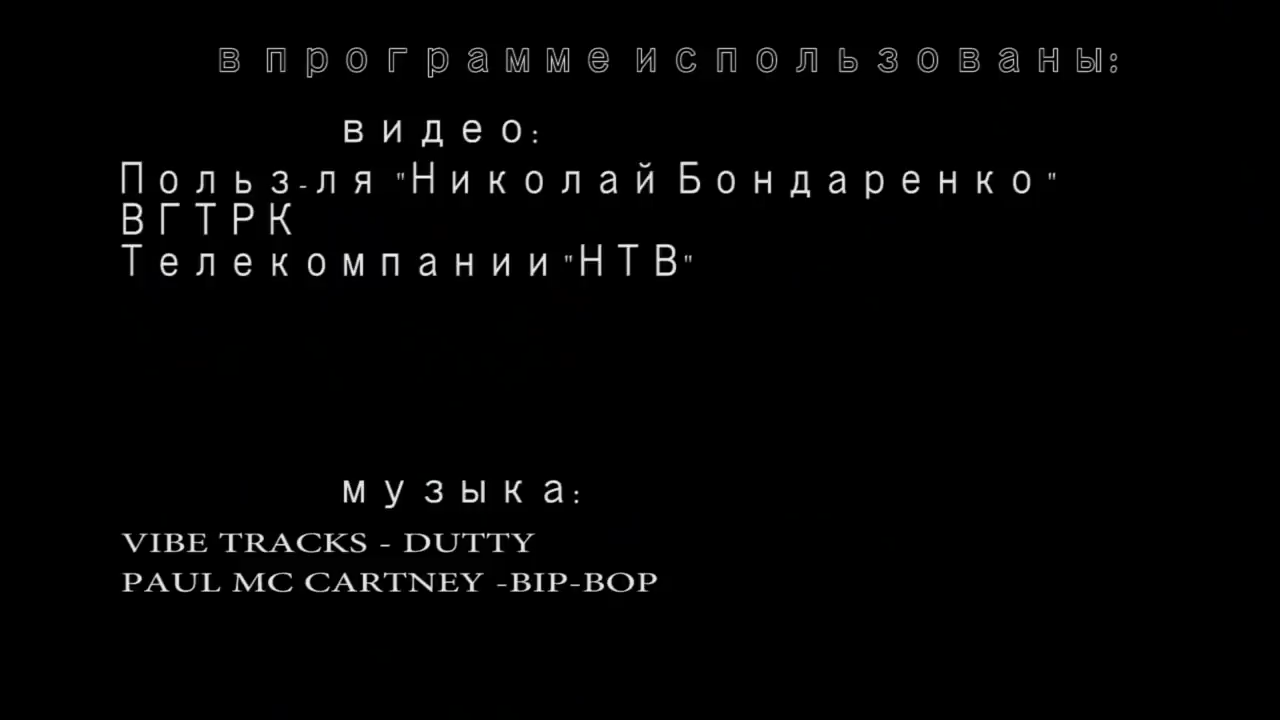 в программе использованы:
видео:
Польз-ля "Николай Бондаренко"
ВГТРК
Телекомпании "НТВ"
музыка:
VIBE TRACKS - DUTTY
PAUL MC CARTNEY -BIP-BOP